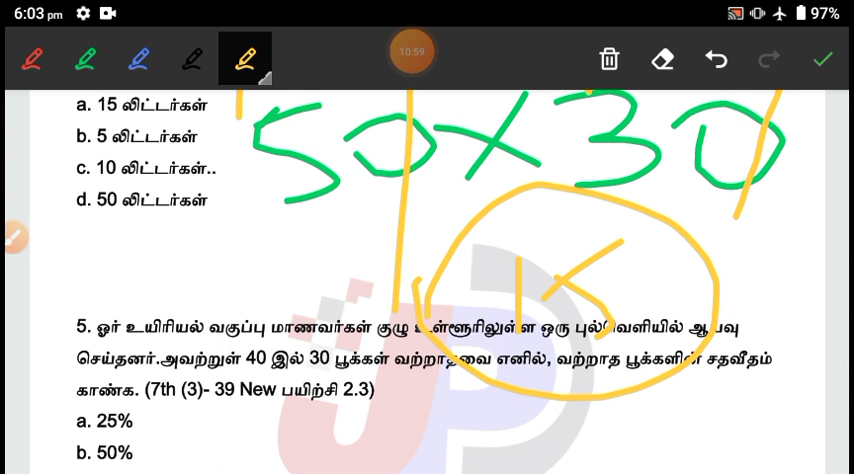 6:03 pm 97%
10:59
a. 15 லிட்டர்கள்
b. 5 லிட்டர்கள்
c. 10 லிட்டர்கள்..
d. 50 லிட்டர்கள்
50 x 30
15
5. ஓர் உயிரியல் வகுப்பு மாணவர்கள் குழு உள்ளூரிலுள்ள ஒரு புல்வெளியில் ஆய்வு
செய்தனர்.அவற்றுள் 40 இல் 30 பூக்கள் வற்றாதவை எனில், வற்றாத பூக்களின் சதவீதம்
காண்க. (7th (3)- 39 New பயிற்சி 2.3)
a. 25%
b. 50%